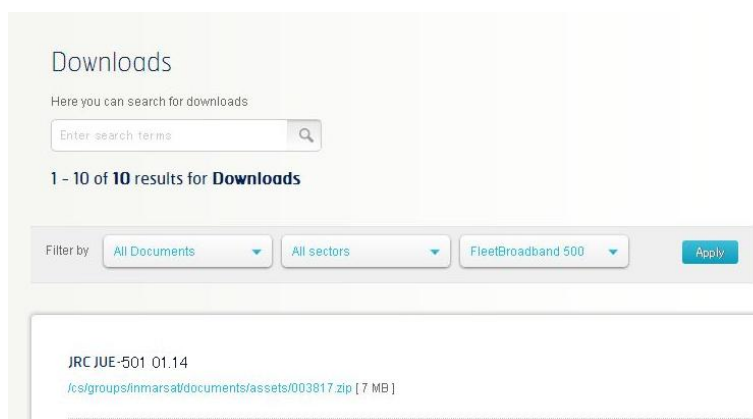 Downloads
Here you can search for downloads
Enter search terms
1 - 10 of 10 results for Downloads
Filter by All Documents All sectors FleetBroadband 500 Apply
JRC JUE-501 01.14
/cs/groups/inmarsat/documents/assets/003817.zip [ 7 MB ]